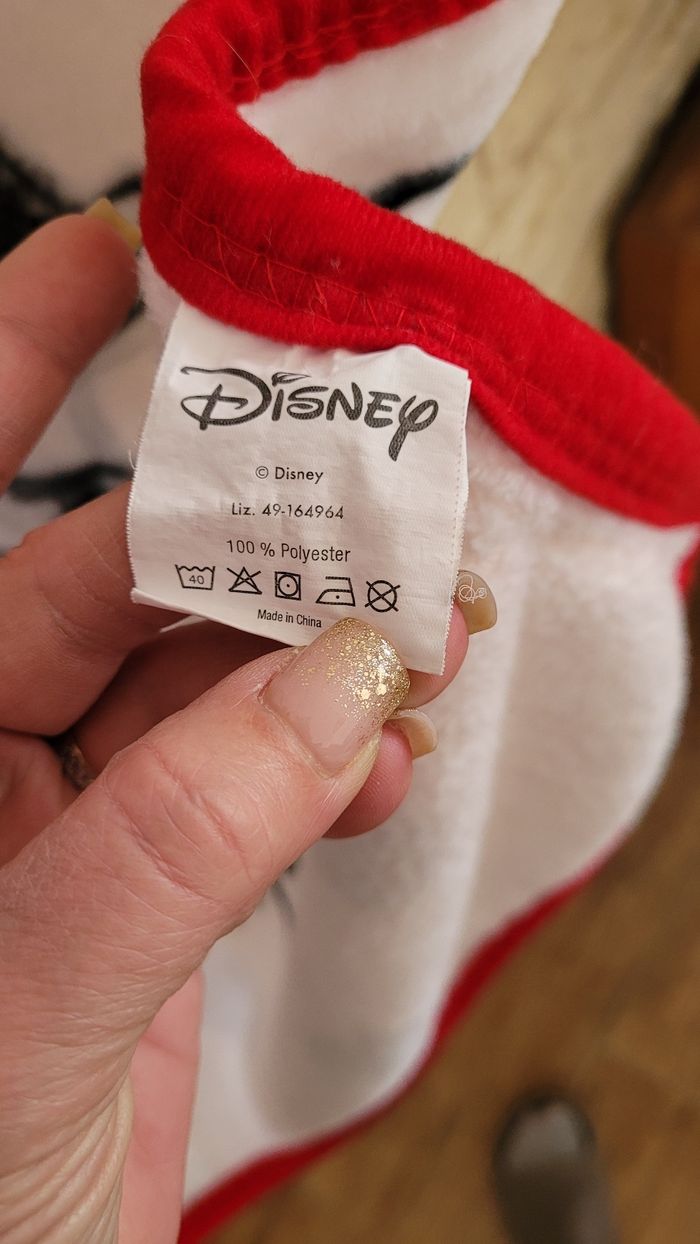 Disney
© Disney
Liz. 49-164964
100 % Polyester
40
Made in China